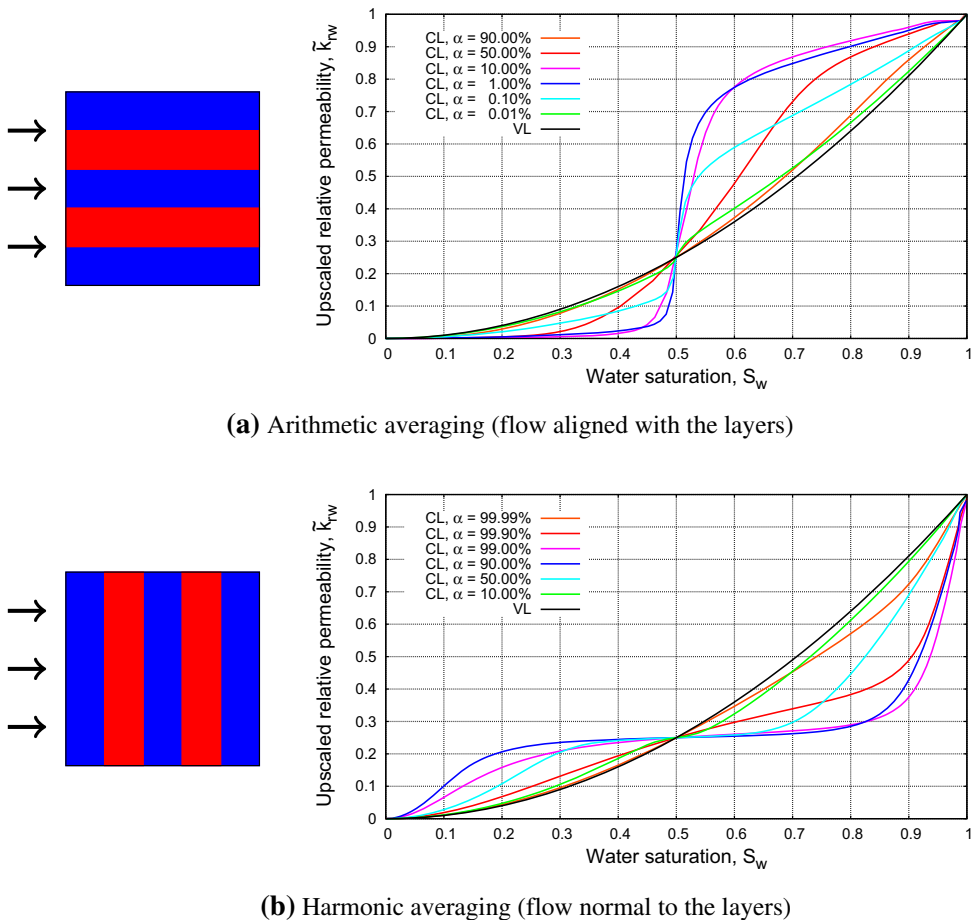 Upscaled relative permeability, k̃rw
1
0.9
0.8
0.7
0.6
0.5
0.4
0.3
0.2
0.1
0
CL, α = 90.00%
CL, α = 50.00%
CL, α = 10.00%
CL, α = 1.00%
CL, α = 0.10%
CL, α = 0.01%
VL
0.1 0.2 0.3 0.4 0.5 0.6 0.7 0.8 0.9 1
Water saturation, Sw
(a) Arithmetic averaging (flow aligned with the layers)
Upscaled relative permeability, k̃rw
1
0.9
0.8
0.7
0.6
0.5
0.4
0.3
0.2
0.1
0
CL, α = 99.99%
CL, α = 99.90%
CL, α = 99.00%
CL, α = 90.00%
CL, α = 50.00%
CL, α = 10.00%
VL
0.1 0.2 0.3 0.4 0.5 0.6 0.7 0.8 0.9 1
Water saturation, Sw
(b) Harmonic averaging (flow normal to the layers)